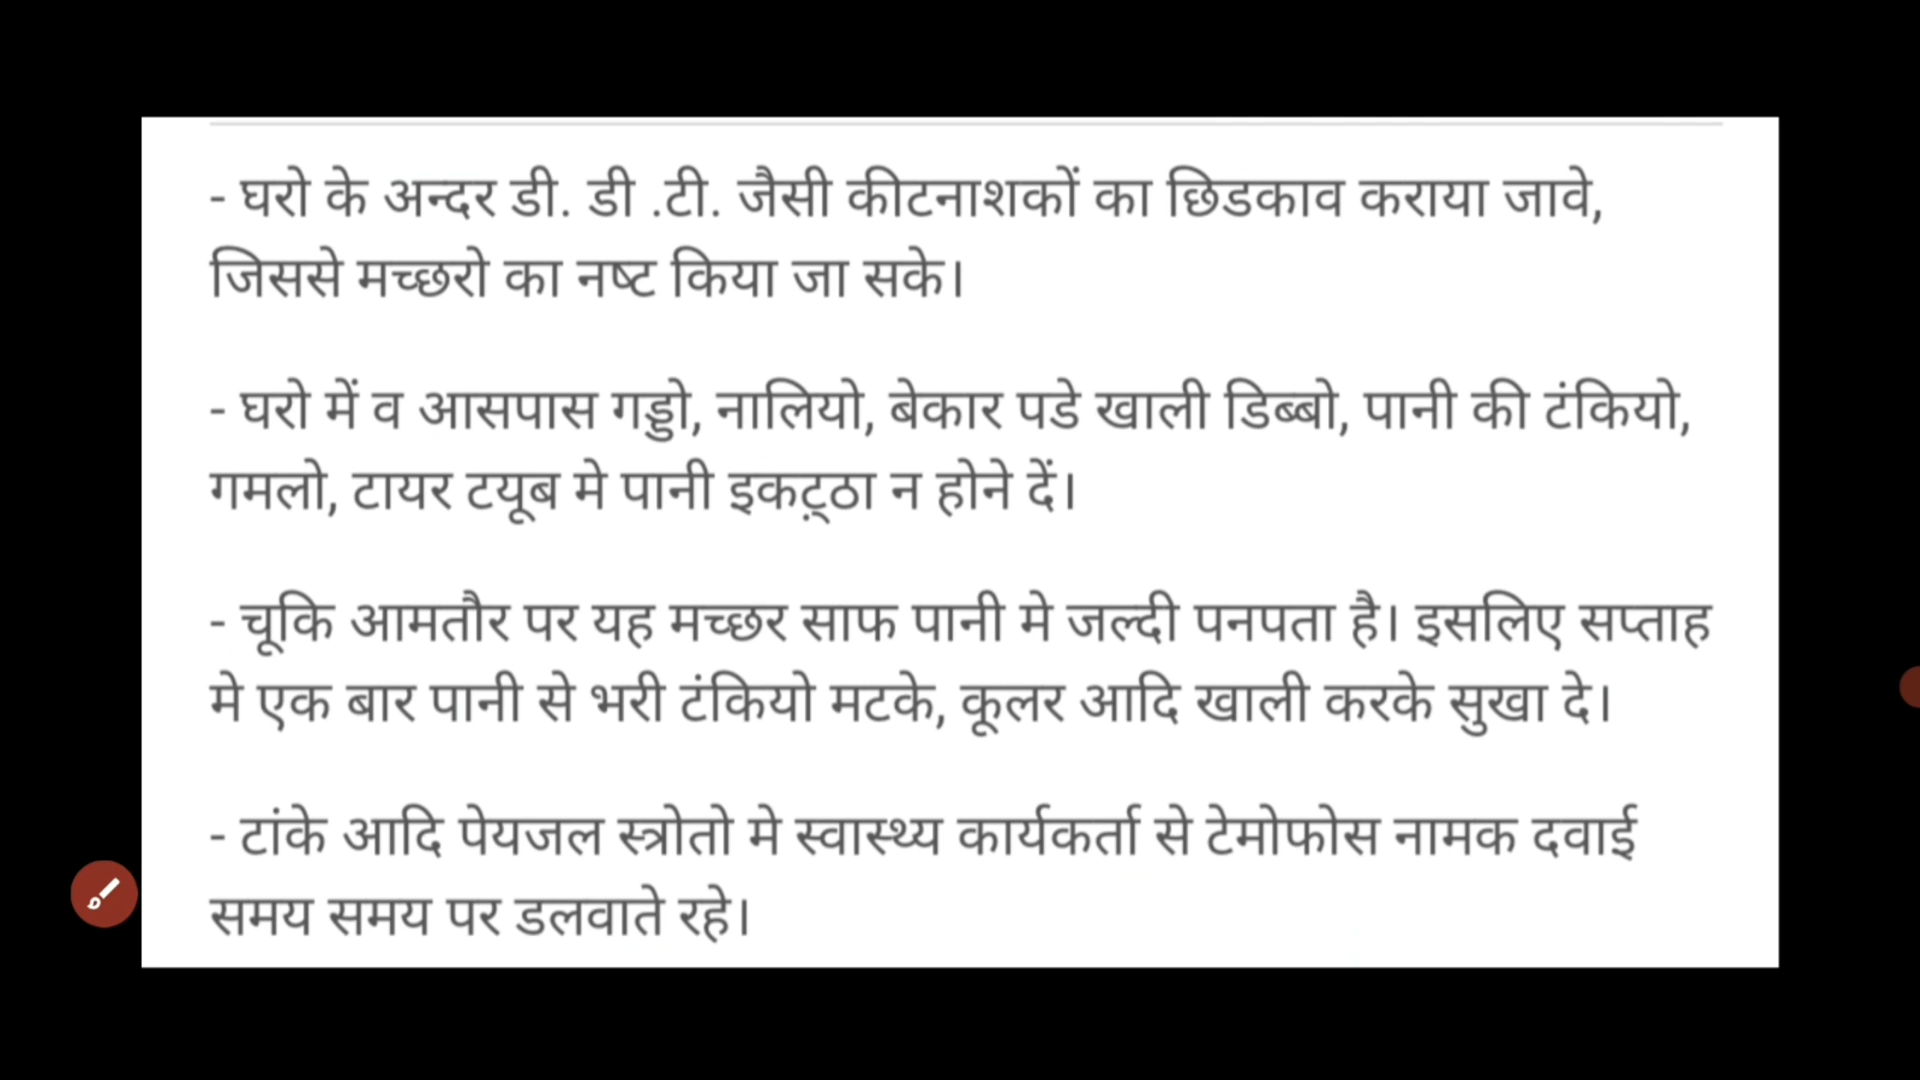 - घरो के अन्दर डी. डी .टी. जैसी कीटनाशकों का छिडकाव कराया जावे,
जिससे मच्छरो का नष्ट किया जा सके।
- घरो में व आसपास गड्डो, नालियो, बेकार पडे खाली डिब्बो, पानी की टंकियो,
गमलो, टायर टयूब मे पानी इकट़्ठा न होने दें।
- चूकि आमतौर पर यह मच्छर साफ पानी मे जल्दी पनपता है। इसलिए सप्ताह
मे एक बार पानी से भरी टंकियो मटके, कूलर आदि खाली करके सुखा दे।
- टांके आदि पेयजल स्त्रोतो मे स्वास्थ्य कार्यकर्ता से टेमोफोस नामक दवाई
समय समय पर डलवाते रहे।